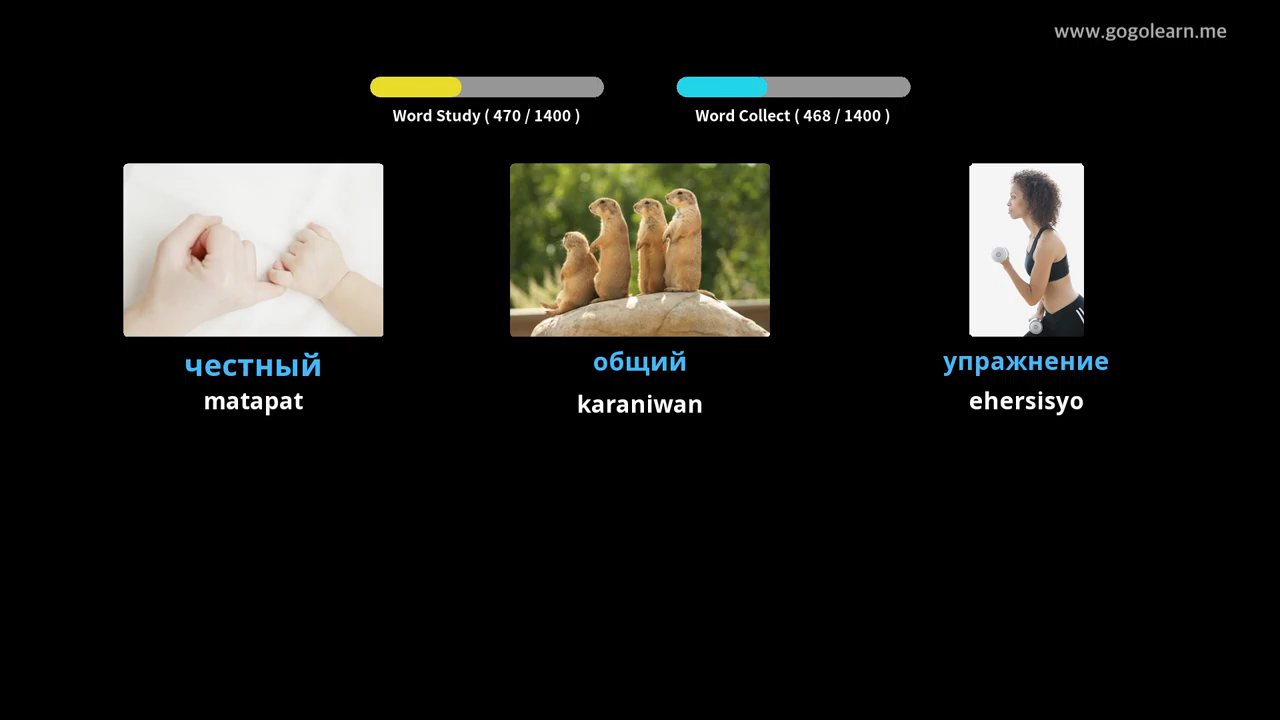 www.gogolearn.me
Word Study ( 470 / 1400 )
Word Collect ( 468 / 1400 )
честный
matapat
общий
karaniwan
упражнение
ehersisyo